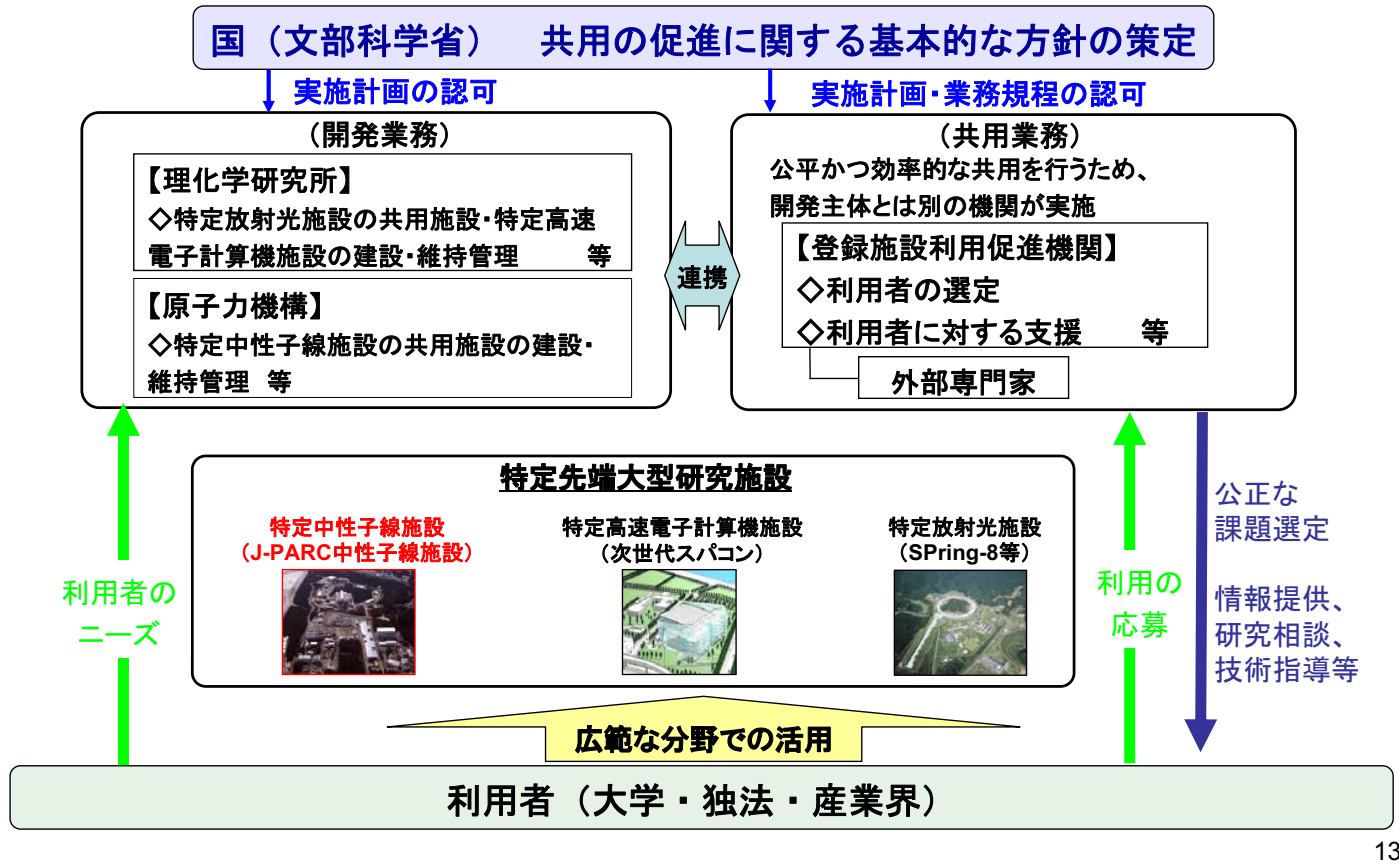 国（文部科学省）　共用の促進に関する基本的な方針の策定
実施計画の認可
実施計画・業務規程の認可
（開発業務）
【理化学研究所】
◇特定放射光施設の共用施設・特定高速
電子計算機施設の建設・維持管理　　　等
【原子力機構】
◇特定中性子線施設の共用施設の建設・
維持管理　等
連携
（共用業務）
公平かつ効率的な共用を行うため、
開発主体とは別の機関が実施
【登録施設利用促進機関】
◇利用者の選定
◇利用者に対する支援　　等
外部専門家
特定先端大型研究施設
特定中性子線施設
（J-PARC中性子線施設）
特定高速電子計算機施設
（次世代スパコン）
特定放射光施設
（SPring-8等）
利用者の
ニーズ
利用の
応募
公正な
課題選定
情報提供、
研究相談、
技術指導等
広範な分野での活用
利用者（大学・独法・産業界）
13